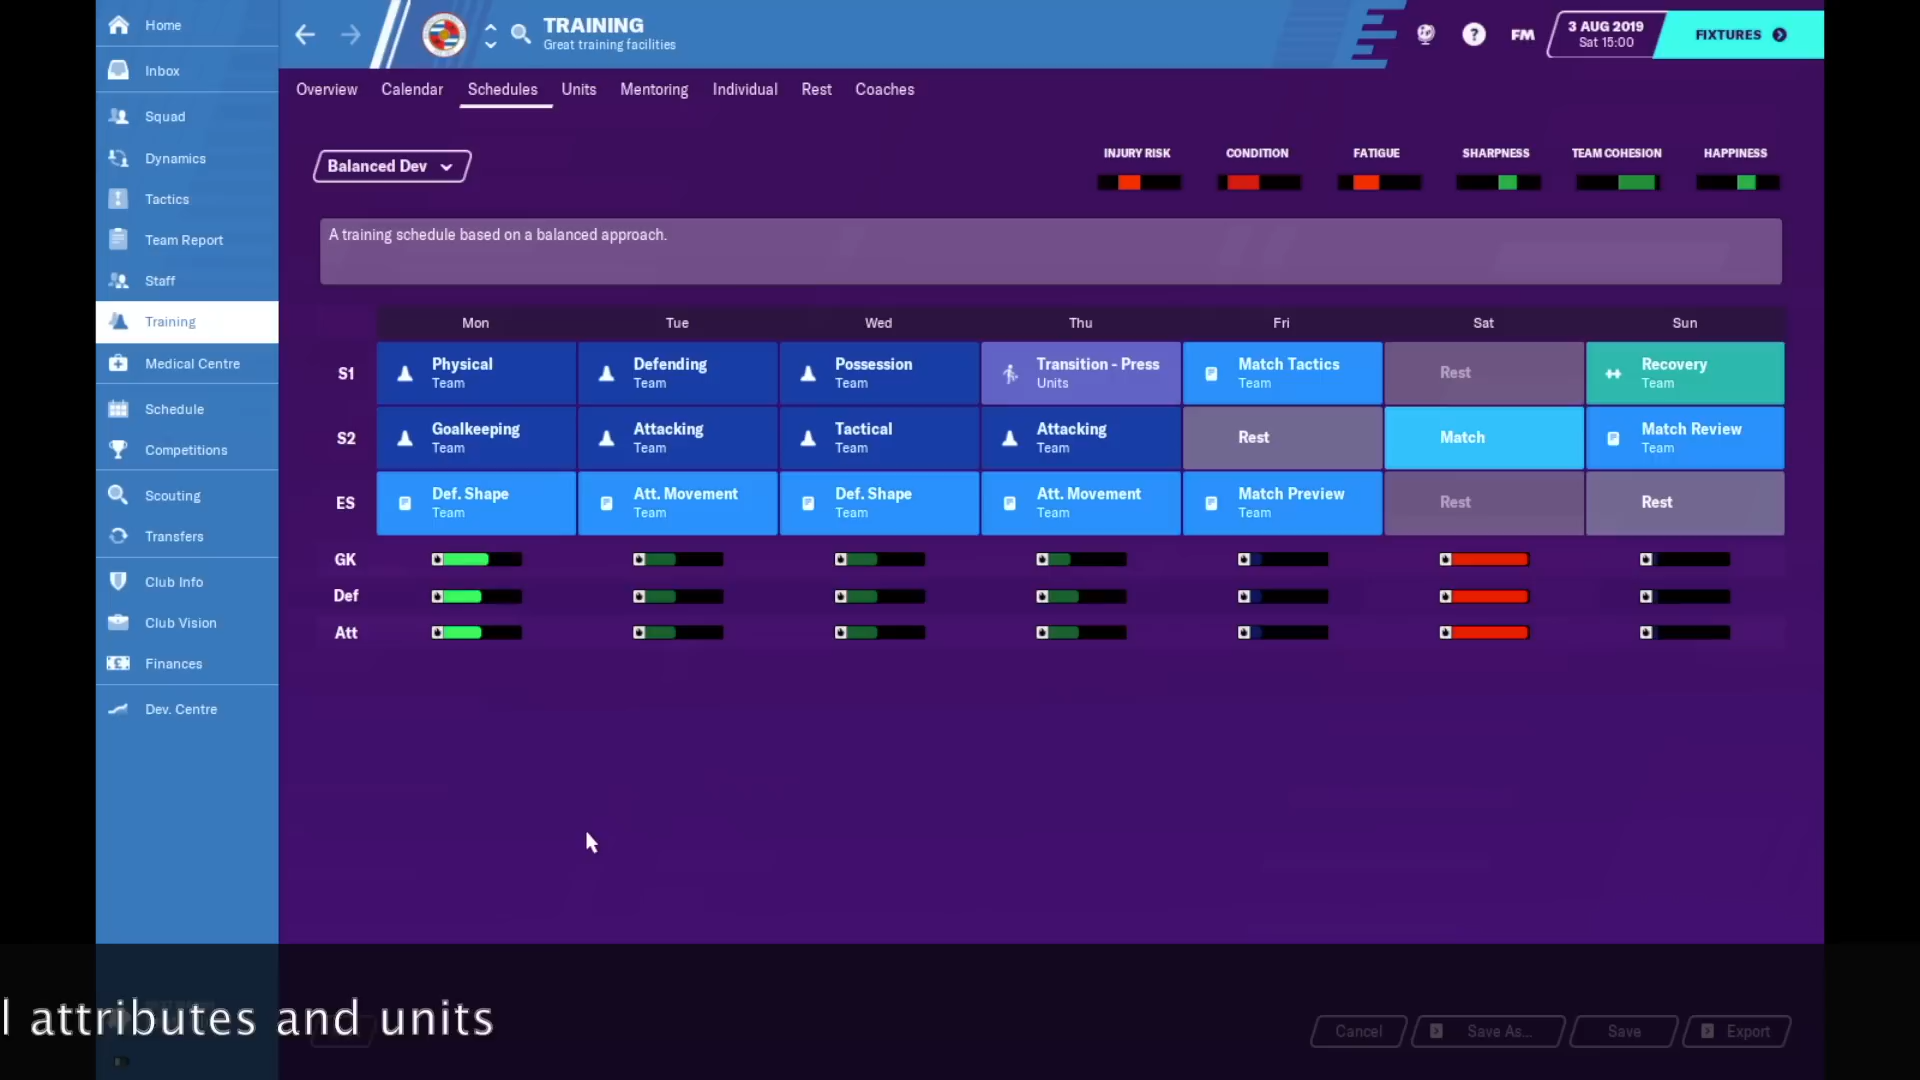 Home
Inbox
Squad
Dynamics
Tactics
Team Report
Staff
Training
Medical Centre
Schedule
Competitions
Scouting
Transfers
Club Info
Club Vision
Finances
Dev. Centre
TRAINING
Great training facilities
FM
3 AUG 2019
Sat 15:00
FIXTURES
Overview Calendar Schedules Units Mentoring Individual Rest Coaches
Balanced Dev
INJURY RISK CONDITION FATIGUE SHARPNESS TEAM COHESION HAPPINESS
A training schedule based on a balanced approach.
Mon Tue Wed Thu Fri Sat Sun
S1
Physical Defending Possession Transition - Press Match Tactics Rest Recovery
Team Team Team Units Team Team
S2
Goalkeeping Attacking Tactical Attacking Rest Match Match Review
Team Team Team Team Team
ES
Def. Shape Att. Movement Def. Shape Att. Movement Match Preview Rest Rest
Team Team Team Team Team
GK
Def
Att
l attributes and units
Cancel Save As... Save Export